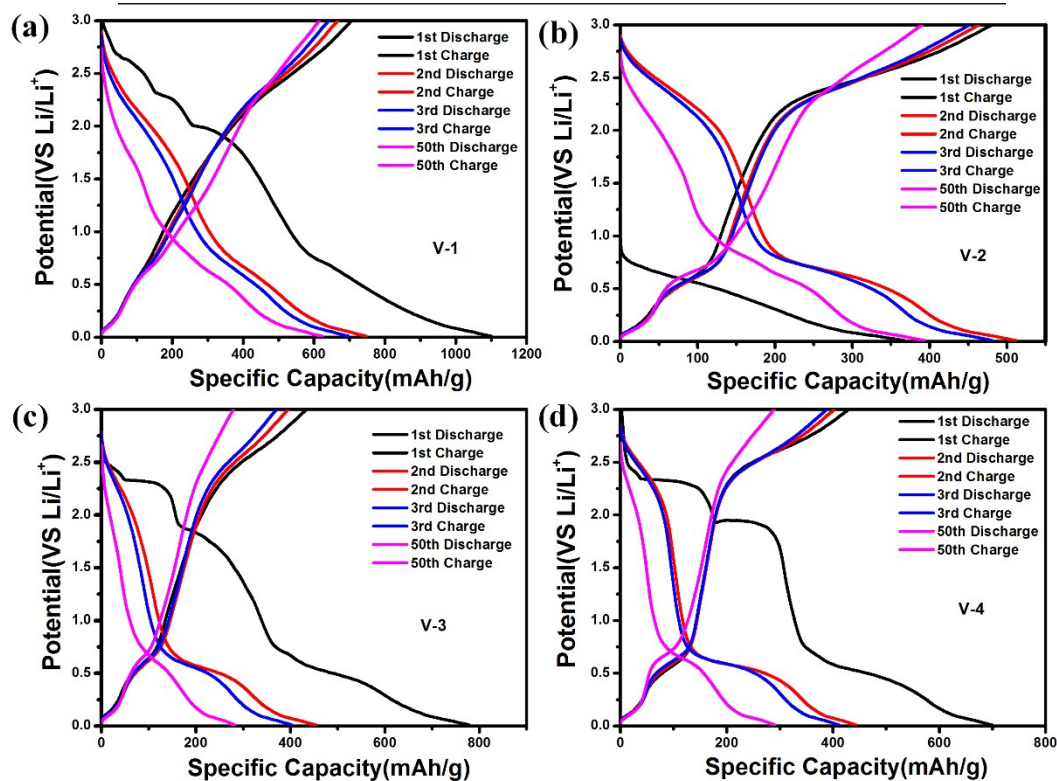 (a)
3.0
2.5
2.0
1.5
1.0
0.5
0.0
Potential(VS Li/Li⁺)
1st Discharge
1st Charge
2nd Discharge
2nd Charge
3rd Discharge
3rd Charge
50th Discharge
50th Charge
V-1
0 200 400 600 800 1000 1200
Specific Capacity(mAh/g)
(b)
3.0
2.5
2.0
1.5
1.0
0.5
0.0
Potential(VS Li/Li⁺)
1st Discharge
1st Charge
2nd Discharge
2nd Charge
3rd Discharge
3rd Charge
50th Discharge
50th Charge
V-2
0 100 200 300 400 500
Specific Capacity(mAh/g)
(c)
3.0
2.5
2.0
1.5
1.0
0.5
0.0
Potential(VS Li/Li⁺)
1st Discharge
1st Charge
2nd Discharge
2nd Charge
3rd Discharge
3rd Charge
50th Discharge
50th Charge
V-3
0 200 400 600 800
Specific Capacity(mAh/g)
(d)
3.0
2.5
2.0
1.5
1.0
0.5
0.0
Potential(VS Li/Li⁺)
1st Discharge
1st Charge
2nd Discharge
2nd Charge
3rd Discharge
3rd Charge
50th Discharge
50th Charge
V-4
0 200 400 600 800
Specific Capacity(mAh/g)